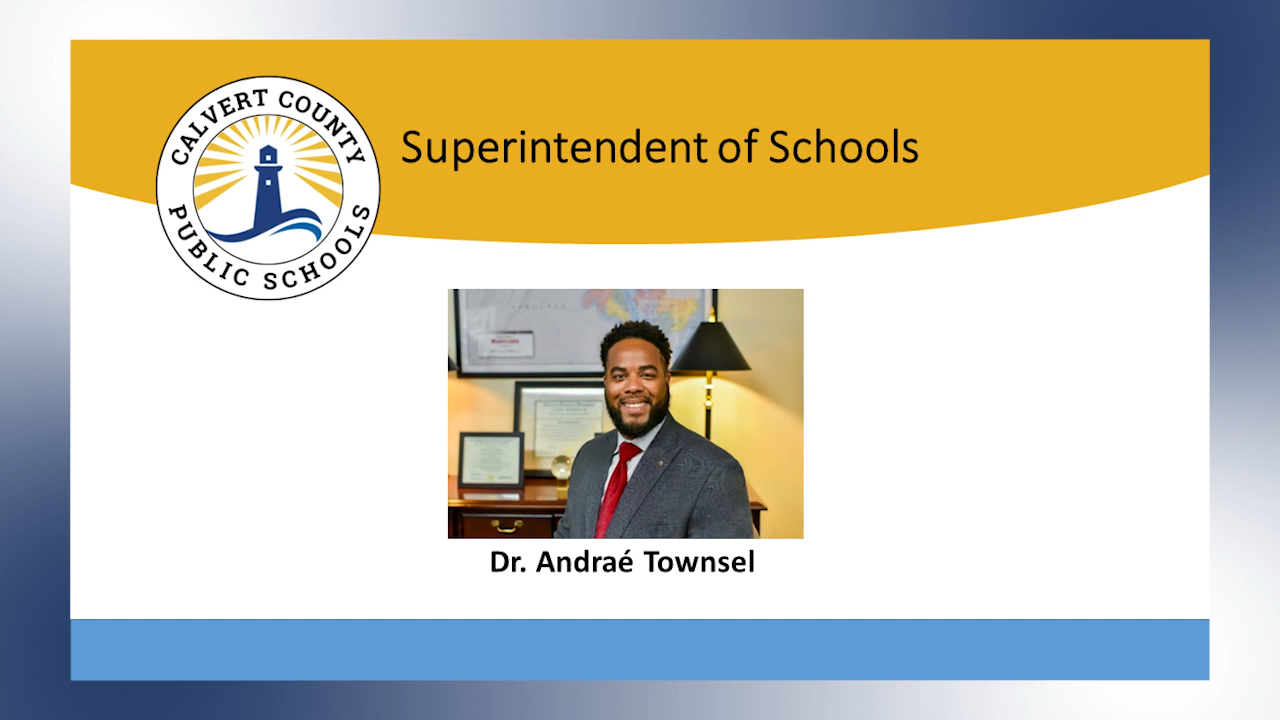 CALVERT COUNTY
PUBLIC SCHOOLS
Superintendent of Schools
MARYLAND
Dr. Andraé Townsel